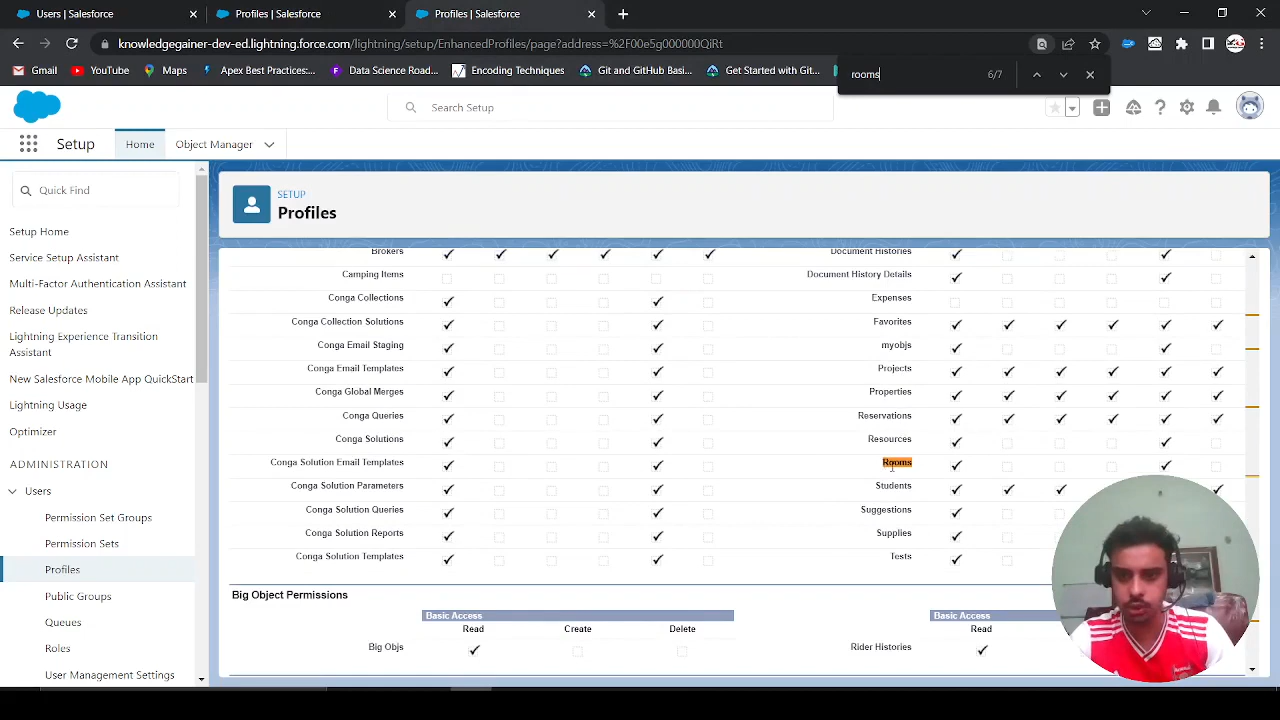 Users | Salesforce
Profiles | Salesforce
Profiles | Salesforce
knowledgegainer-dev-ed.lightning.force.com/lightning/setup/EnhancedProfiles/page?address=%2F00e5g000000QiRt
rooms 6/7
Gmail
YouTube
Maps
Apex Best Practices:...
Data Science Road...
Encoding Techniques
Git and GitHub Basi...
Get Started with Git...
Search Setup
Setup
Home
Object Manager
Quick Find
SETUP
Profiles
Setup Home
Service Setup Assistant
Multi-Factor Authentication Assistant
Release Updates
Lightning Experience Transition
Assistant
New Salesforce Mobile App QuickStart
Lightning Usage
Optimizer
ADMINISTRATION
Users
Permission Set Groups
Permission Sets
Profiles
Public Groups
Queues
Roles
User Management Settings
Brokers
Camping Items
Conga Collections
Conga Collection Solutions
Conga Email Staging
Conga Email Templates
Conga Global Merges
Conga Queries
Conga Solutions
Conga Solution Email Templates
Conga Solution Parameters
Conga Solution Queries
Conga Solution Reports
Conga Solution Templates
Document Histories
Document History Details
Expenses
Favorites
myobjs
Projects
Properties
Reservations
Resources
Rooms
Students
Suggestions
Supplies
Tests
Big Object Permissions
Basic Access
Read Create Delete
Big Objs
Basic Access
Read
Rider Histories